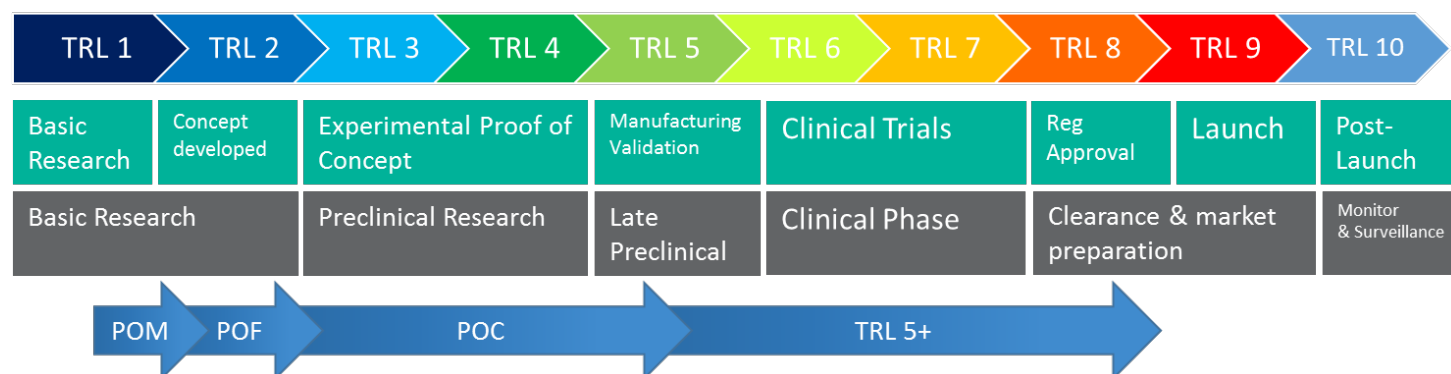 TRL 1
TRL 2
TRL 3
TRL 4
TRL 5
TRL 6
TRL 7
TRL 8
TRL 9
TRL 10
Basic
Research
Concept
developed
Experimental Proof of
Concept
Manufacturing
Validation
Clinical Trials
Reg
Approval
Launch
Post-
Launch
Basic Research
Preclinical Research
Late
Preclinical
Clinical Phase
Clearance & market
preparation
Monitor
& Surveillance
POM
POF
POC
TRL 5+